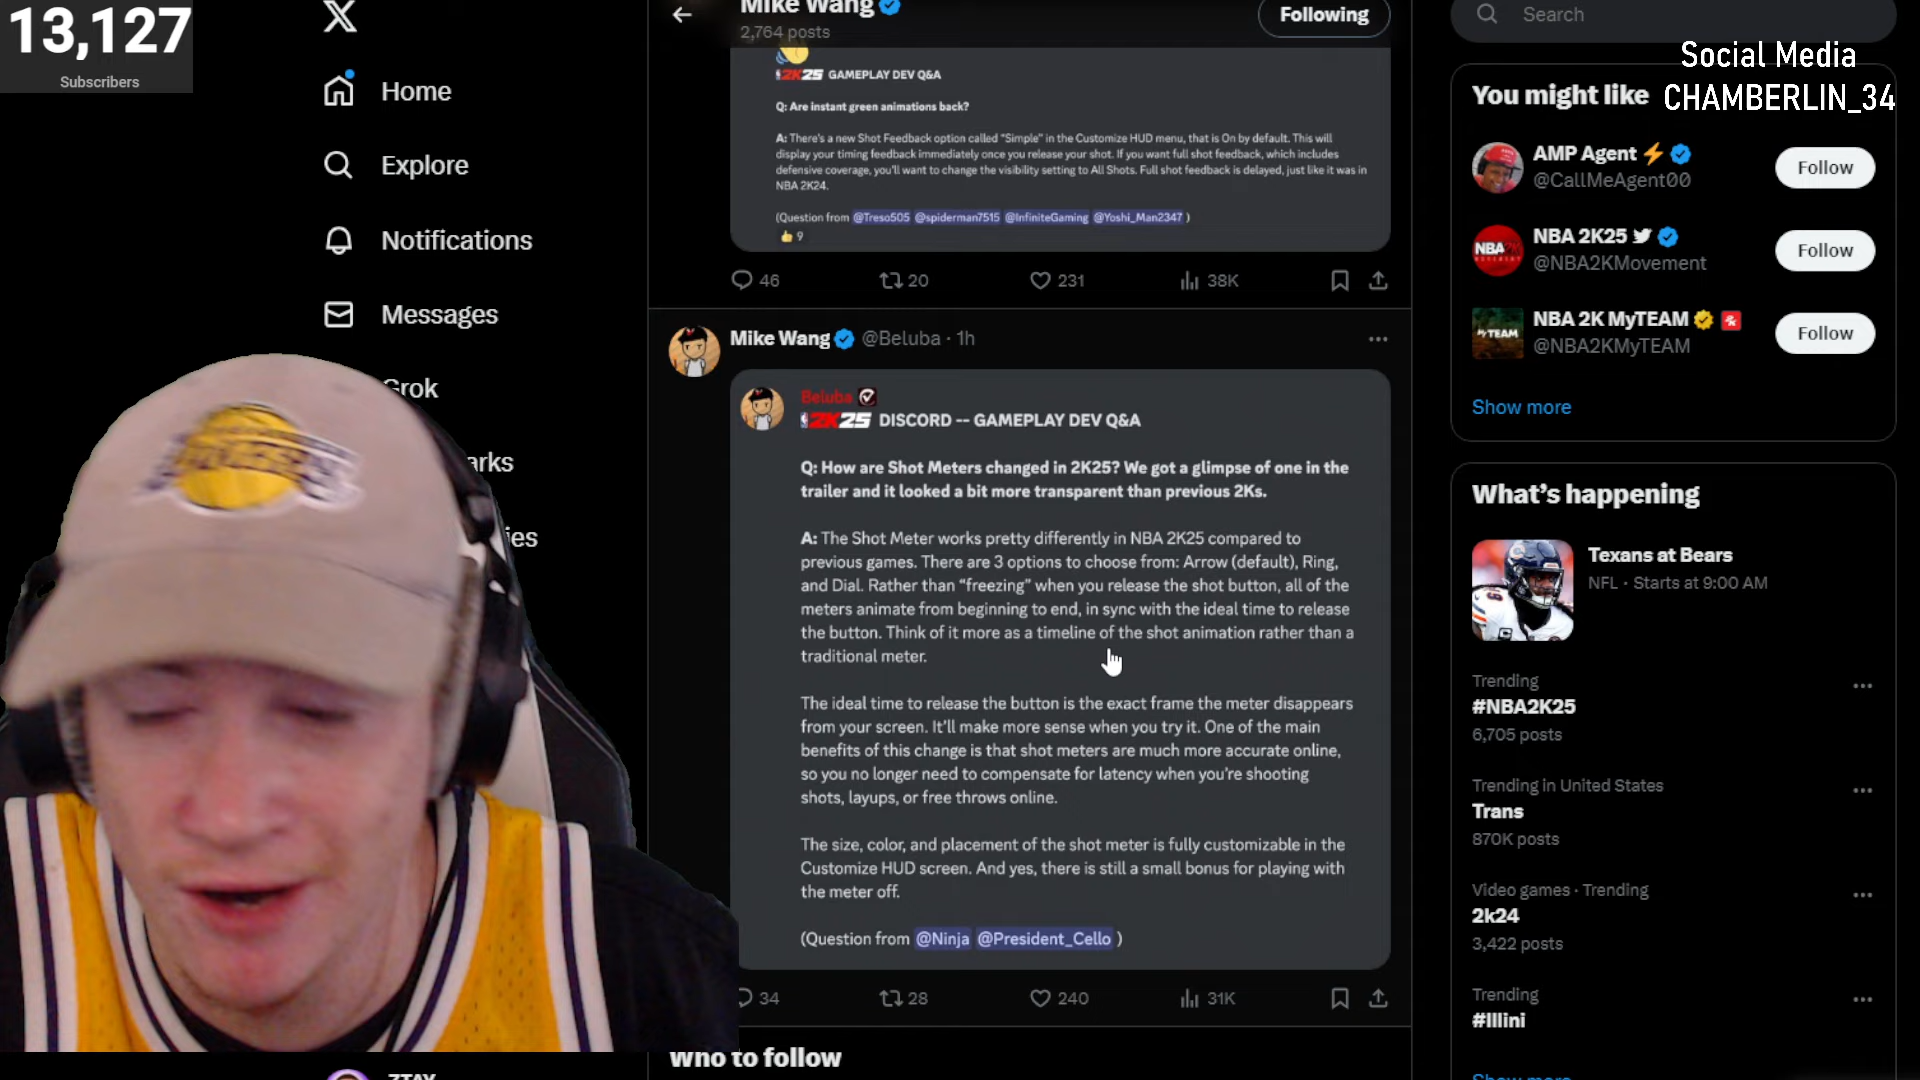 13,127
Subscribers
Home
Explore
Notifications
Messages
Grok
arks
ies
ZTAY
Mike Wang
2,764 posts
Following
2K25 GAMEPLAY DEV Q&A
Q: Are instant green animations back?
A: There's a new Shot Feedback option called "Simple" in the Customize HUD menu, that is On by default. This will
display your timing feedback immediately once you release your shot. If you want full shot feedback, which includes
defensive coverage, you'll want to change the visibility setting to All Shots. Full shot feedback is delayed, just like it was in
NBA 2K24.
(Question from @Treso505 @spiderman7515 @InfiniteGaming @Yoshi_Man2347 )
9
46 20 231 38K
Mike Wang @Beluba · 1h
Beluba
2K25 DISCORD -- GAMEPLAY DEV Q&A
Q: How are Shot Meters changed in 2K25? We got a glimpse of one in the
trailer and it looked a bit more transparent than previous 2Ks.
A: The Shot Meter works pretty differently in NBA 2K25 compared to
previous games. There are 3 options to choose from: Arrow (default), Ring,
and Dial. Rather than "freezing" when you release the shot button, all of the
meters animate from beginning to end, in sync with the ideal time to release
the button. Think of it more as a timeline of the shot animation rather than a
traditional meter.
The ideal time to release the button is the exact frame the meter disappears
from your screen. It'll make more sense when you try it. One of the main
benefits of this change is that shot meters are much more accurate online,
so you no longer need to compensate for latency when you're shooting
shots, layups, or free throws online.
The size, color, and placement of the shot meter is fully customizable in the
Customize HUD screen. And yes, there is still a small bonus for playing with
the meter off.
(Question from @Ninja @President_Cello )
34 28 240 31K
Who to follow
Search
Social Media
CHAMBERLIN_34
You might like
AMP Agent
@CallMeAgent00
Follow
NBA 2K25
@NBA2KMovement
Follow
NBA 2K MyTEAM
@NBA2KMyTEAM
Follow
Show more
What's happening
Texans at Bears
NFL · Starts at 9:00 AM
Trending
#NBA2K25
6,705 posts
Trending in United States
Trans
870K posts
Video games · Trending
2k24
3,422 posts
Trending
#Illini
Show more